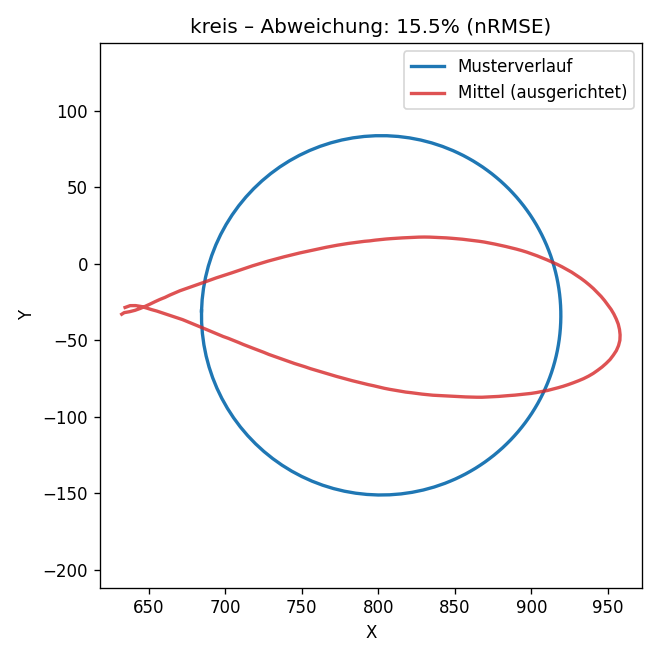 kreis – Abweichung: 15.5% (nRMSE)
Musterverlauf
Mittel (ausgerichtet)
100
50
0
−50
−100
−150
−200
Y
650
700
750
800
850
900
950
X